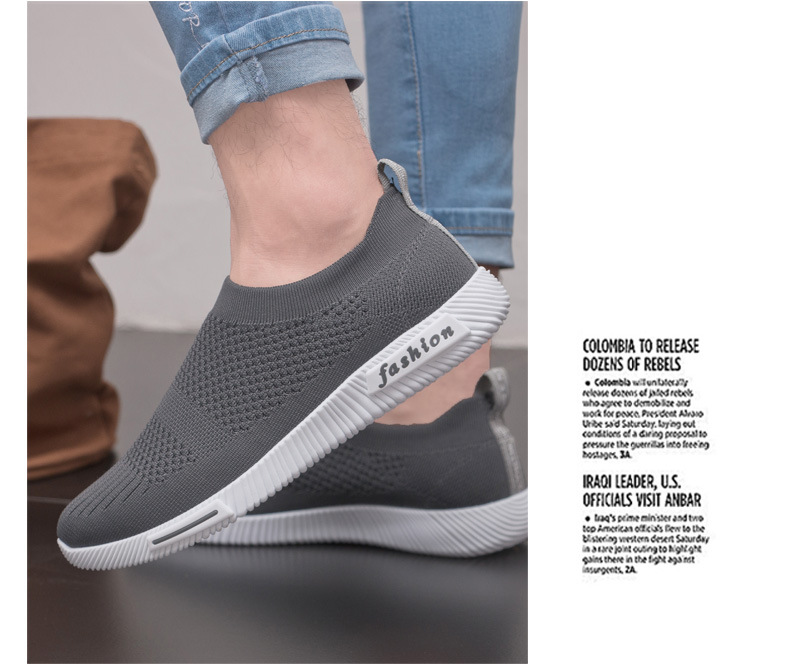 fashion
COLOMBIA TO RELEASE
DOZENS OF REBELS
● Colombia will unilaterally
release dozens of jailed rebels
who agree to demobilize and
work for peace, President Alvaro
Uribe said Saturday, laying out
conditions of a daring proposal to
pressure the guerrillas into freeing
hostages, 3A.
IRAQI LEADER, U.S.
OFFICIALS VISIT ANBAR
● Iraq's prime minister and two
top American officials flew to the
blistering western desert Saturday
in a rare joint outing to highlight
gains there in the fight against
insurgents, 2A.